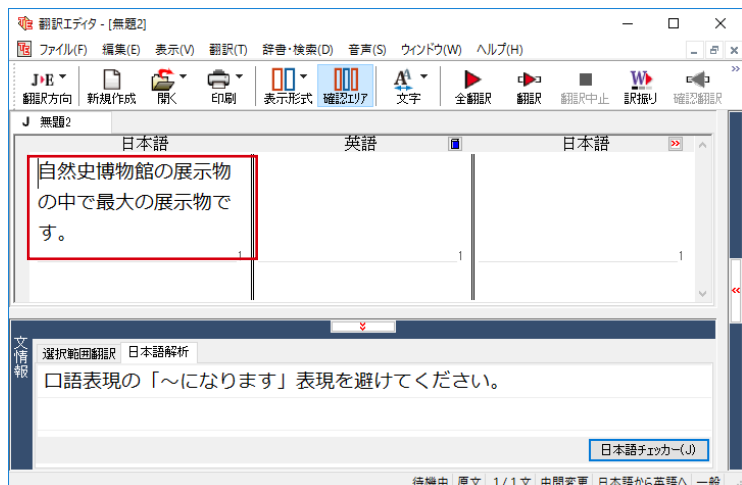 翻訳エディタ - [無題2]
ファイル(F) 編集(E) 表示(V) 翻訳(T) 辞書・検索(D) 音声(S) ウィンドウ(W) ヘルプ(H)
J▸E
翻訳方向 新規作成 開く 印刷 表示形式 確認エリア 文字 全翻訳 翻訳 翻訳中止 訳振り 確認翻訳
J 無題2
日本語 英語 日本語
自然史博物館の展示物
の中で最大の展示物で
す。
1 1 1
文情報
選択範囲翻訳 日本語解析
口語表現の「~になります」表現を避けてください。
日本語チェッカー(J)
待機中 原文 1/1文 中間変更 日本語から英語へ 一般